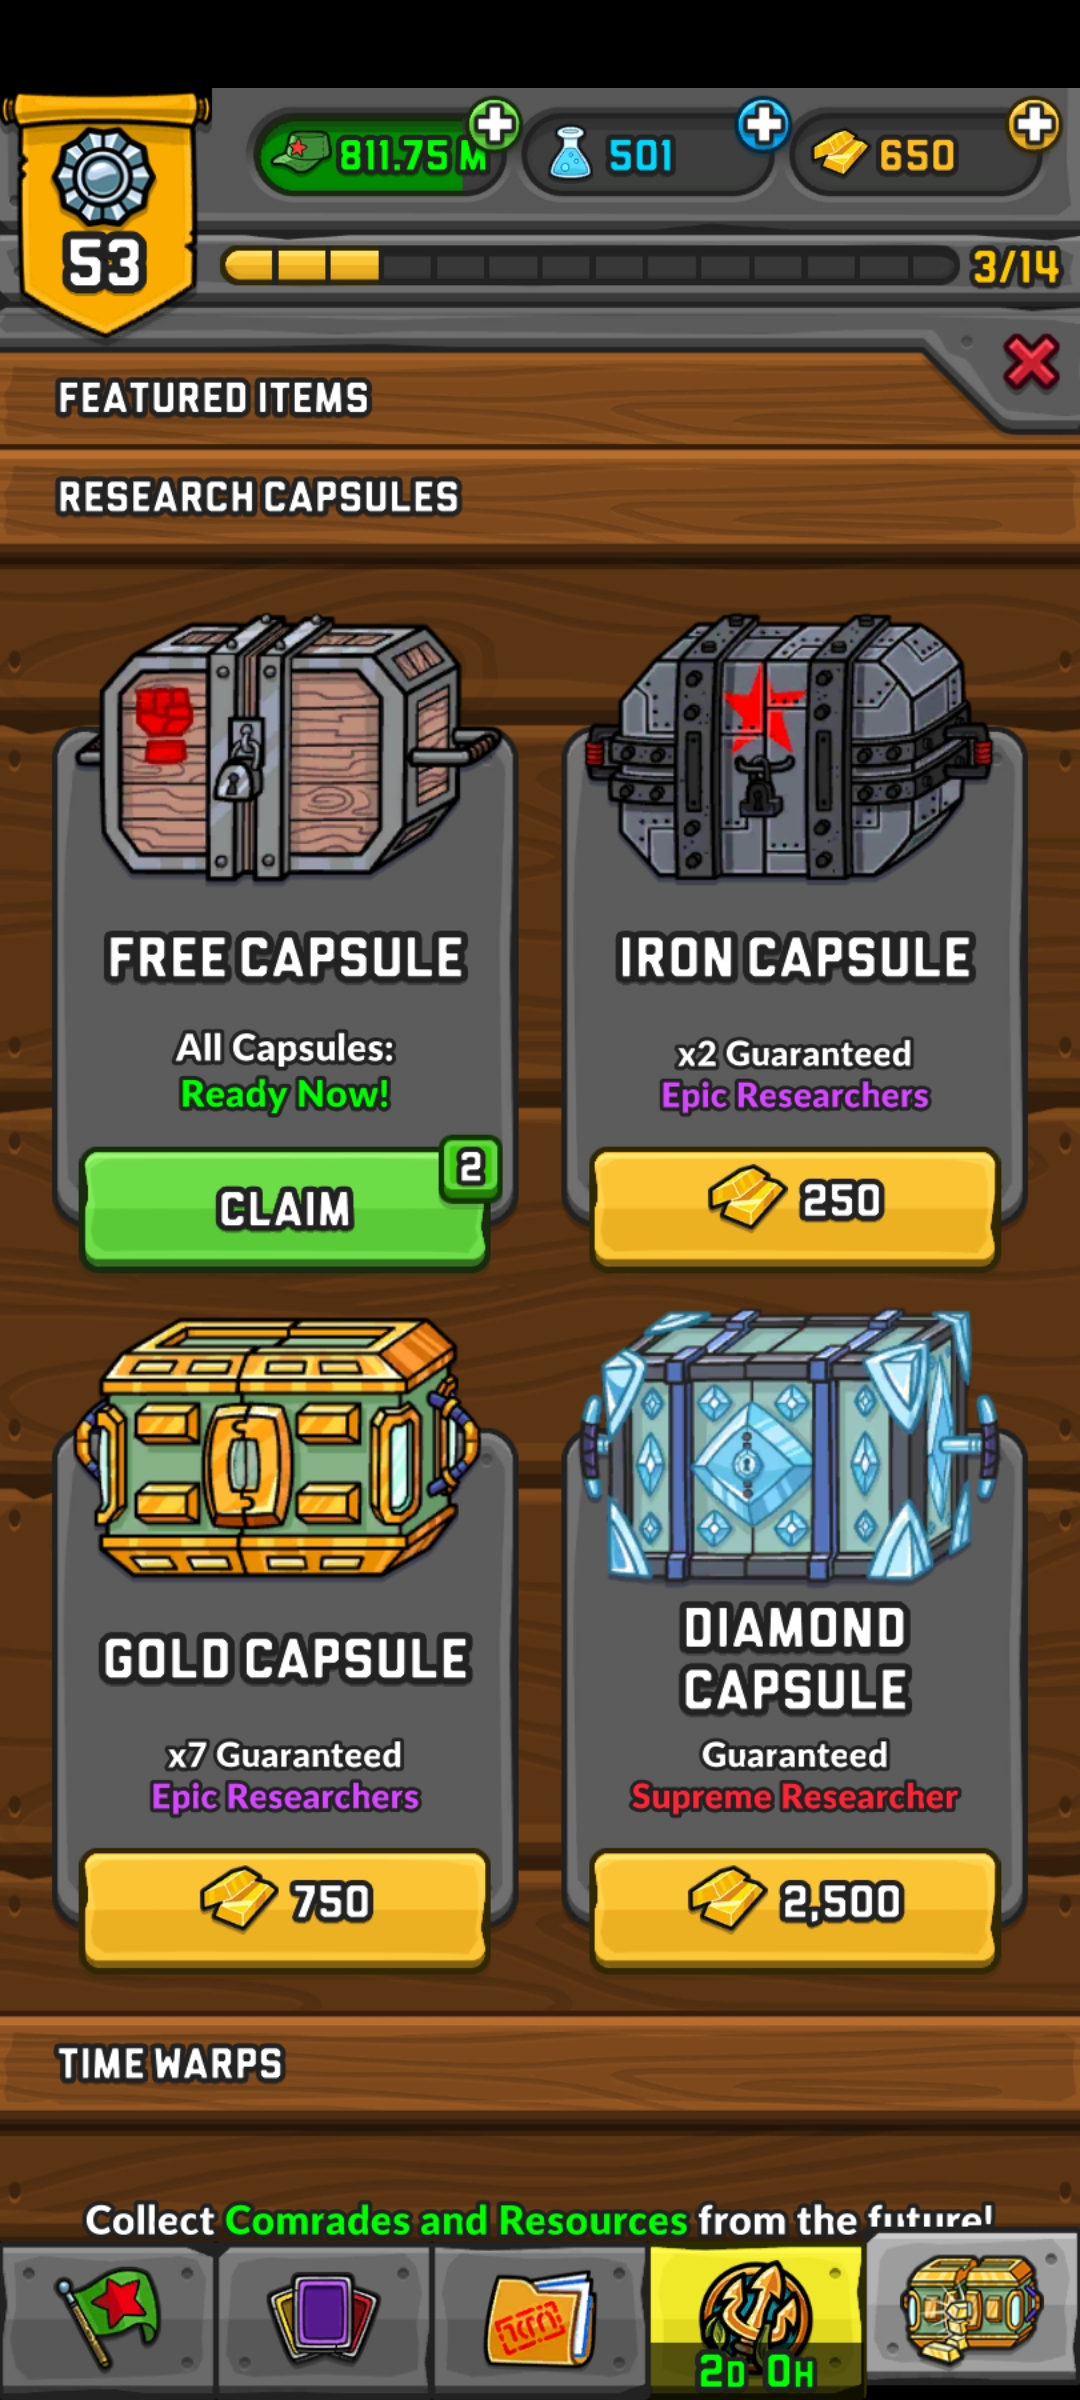 811.75 M
501
650
53
3/14
FEATURED ITEMS
RESEARCH CAPSULES
FREE CAPSULE
All Capsules:
Ready Now!
2
CLAIM
IRON CAPSULE
x2 Guaranteed
Epic Researchers
250
GOLD CAPSULE
x7 Guaranteed
Epic Researchers
750
DIAMOND
CAPSULE
Guaranteed
Supreme Researcher
2,500
TIME WARPS
Collect Comrades and Resources from the future!
2D 0H